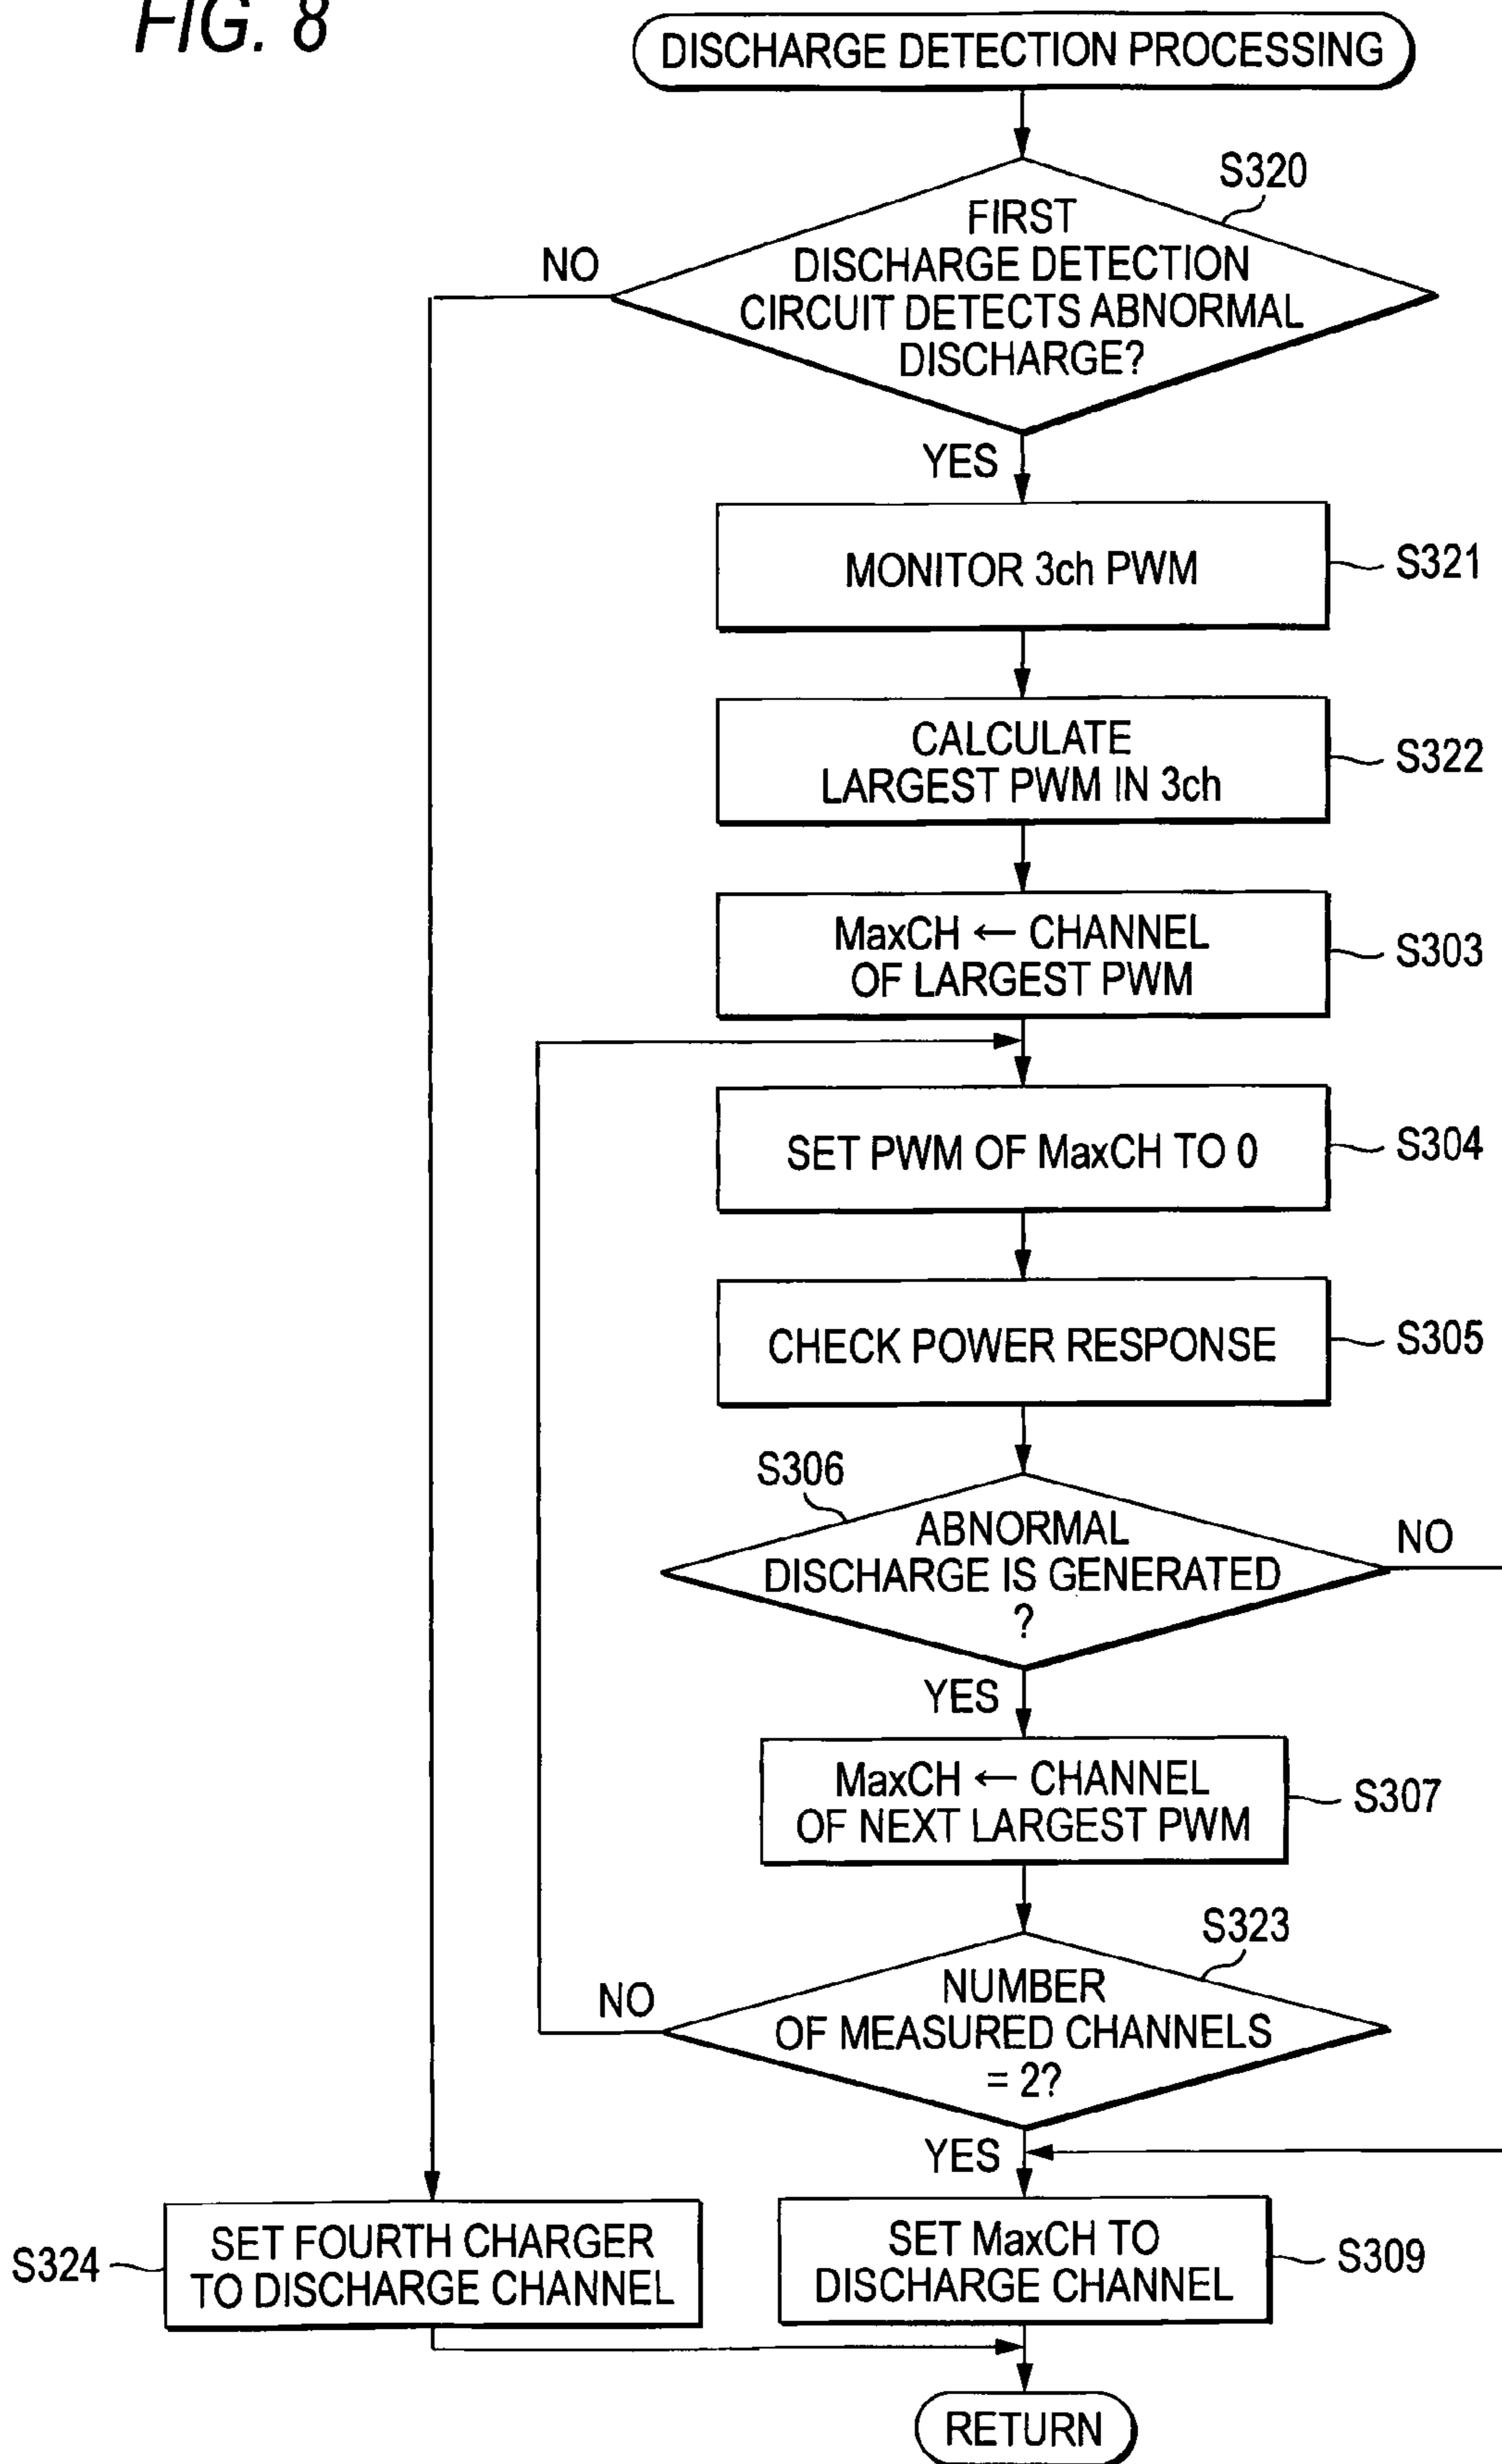 FIG. 8
DISCHARGE DETECTION PROCESSING
S320
FIRST
DISCHARGE DETECTION
CIRCUIT DETECTS ABNORMAL
DISCHARGE?
NO
YES
MONITOR 3ch PWM
S321
CALCULATE
LARGEST PWM IN 3ch
S322
MaxCH ← CHANNEL
OF LARGEST PWM
S303
SET PWM OF MaxCH TO 0
S304
CHECK POWER RESPONSE
S305
S306
ABNORMAL
DISCHARGE IS GENERATED
?
NO
YES
MaxCH ← CHANNEL
OF NEXT LARGEST PWM
S307
S323
NUMBER
OF MEASURED CHANNELS
= 2?
NO
YES
S324
SET FOURTH CHARGER
TO DISCHARGE CHANNEL
SET MaxCH TO
DISCHARGE CHANNEL
S309
RETURN